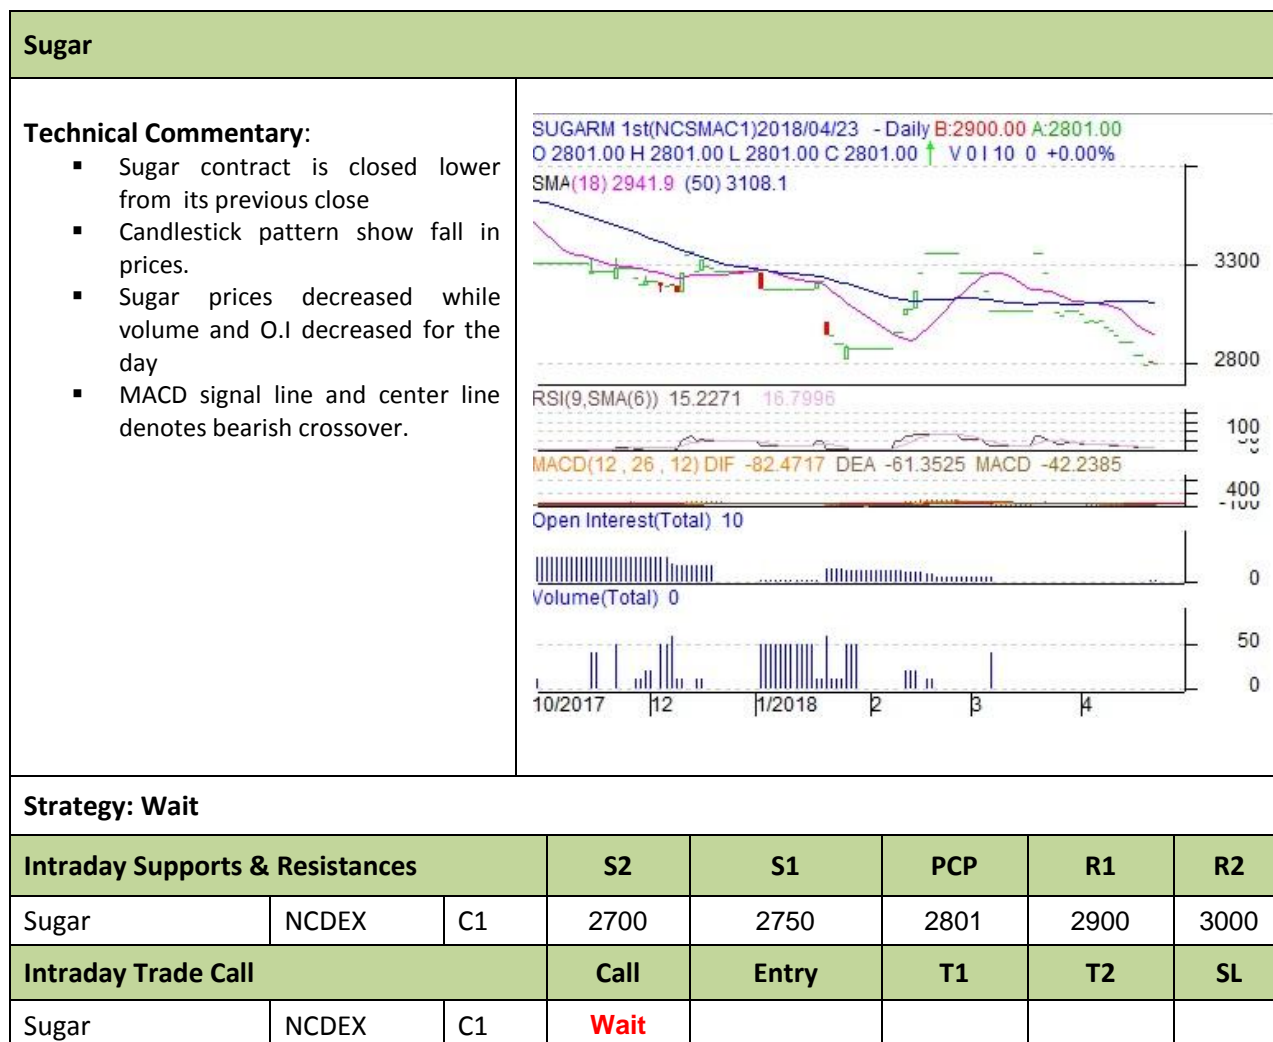 Sugar
Technical Commentary:
▪ Sugar contract is closed lower
from its previous close
▪ Candlestick pattern show fall in
prices.
▪ Sugar prices decreased while
volume and O.I decreased for the
day
▪ MACD signal line and center line
denotes bearish crossover.
SUGARM 1st(NCSMAC1)2018/04/23 - Daily B:2900.00 A:2801.00
O 2801.00 H 2801.00 L 2801.00 C 2801.00 V 0 I 10 0 +0.00%
SMA(18) 2941.9 (50) 3108.1
3300
2800
RSI(9,SMA(6)) 15.2271 16.7996
100
MACD(12 , 26 , 12) DIF -82.4717 DEA -61.3525 MACD -42.2385
400
-100
Open Interest(Total) 10
0
Volume(Total) 0
50
0
10/2017 12 1/2018 2 3 4
Strategy: Wait
Intraday Supports & Resistances S2 S1 PCP R1 R2
Sugar NCDEX C1 2700 2750 2801 2900 3000
Intraday Trade Call Call Entry T1 T2 SL
Sugar NCDEX C1 Wait